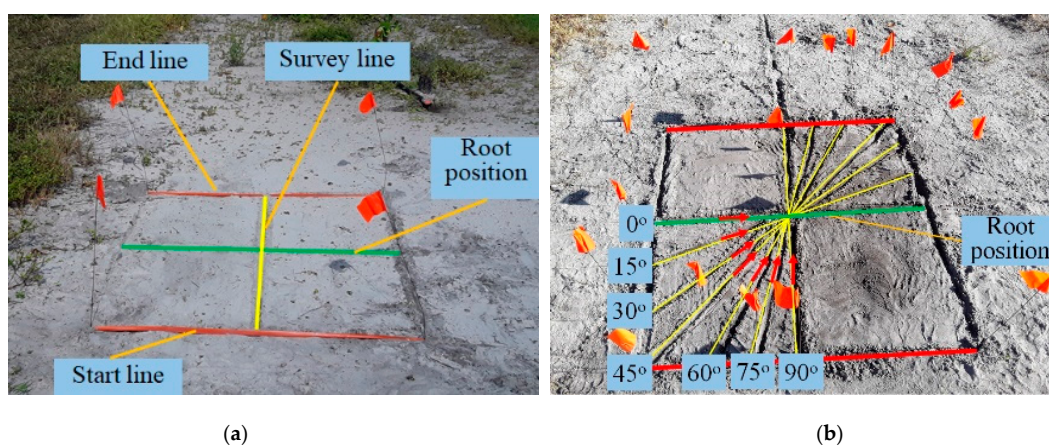 End line
Survey line
Root
position
Start line
0°
15°
30°
45°
60°
75°
90°
Root
position
(a)
(b)